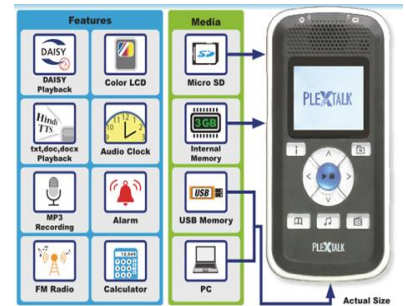 Features
DAISY
DAISY
Playback
Color LCD
Hindi
TTS
txt,doc,docx
Playback
Audio Clock
MP3
Recording
Alarm
FM Radio
Calculator
Media
Micro SD
3GB
Internal
Memory
USB
USB Memory
PC
PLEXTALK
PLEXTALK
Actual Size